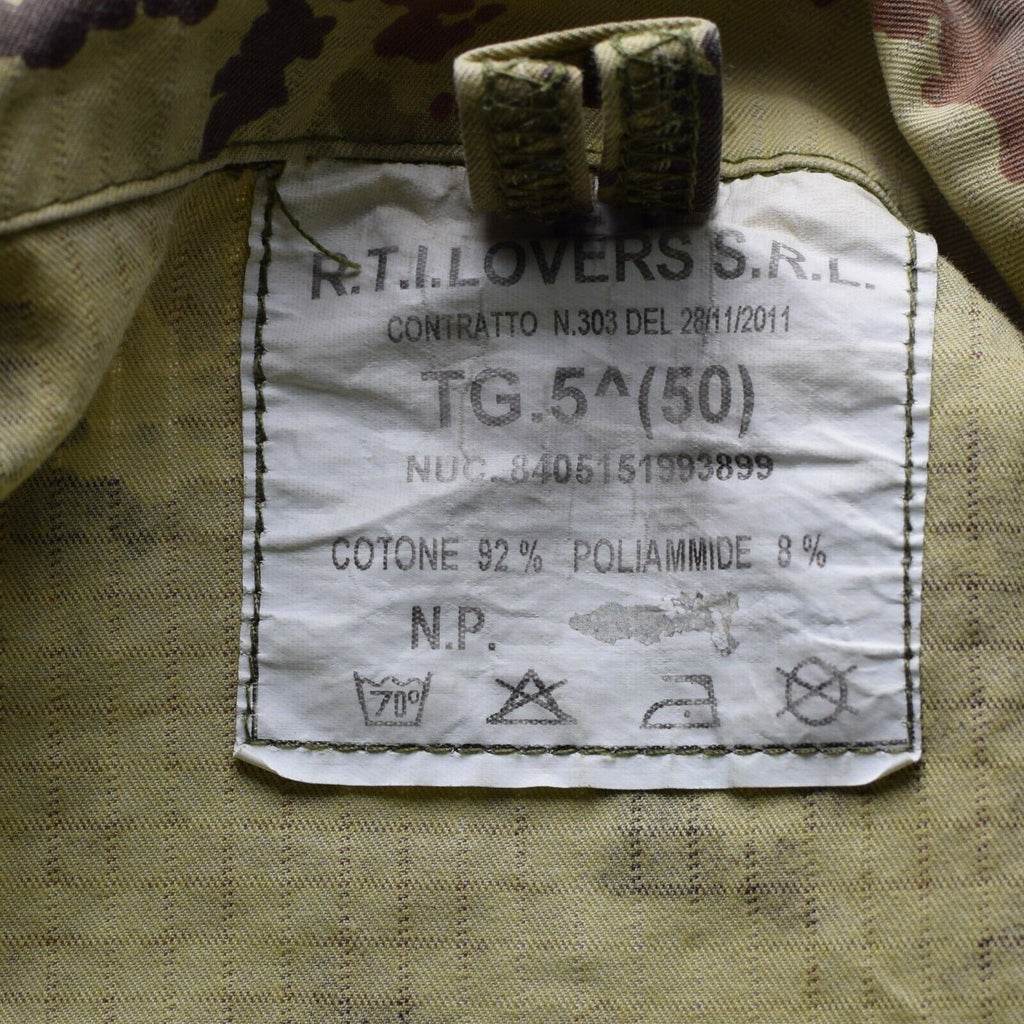 R.T.I.LOVERS S.R.L.
CONTRATTO N.303 DEL 28/11/2011
TG.5^(50)
NUC. 8405151993899
COTONE 92% POLIAMMIDE 8%
N.P.
70°